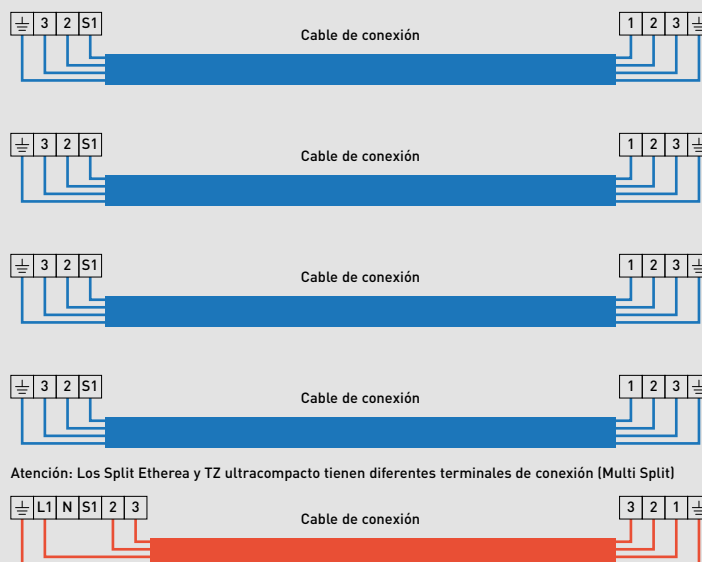 3 2 S1 Cable de conexión 1 2 3
3 2 S1 Cable de conexión 1 2 3
3 2 S1 Cable de conexión 1 2 3
3 2 S1 Cable de conexión 1 2 3
Atención: Los Split Etherea y TZ ultracompacto tienen diferentes terminales de conexión (Multi Split)
L1 N S1 2 3 Cable de conexión 3 2 1